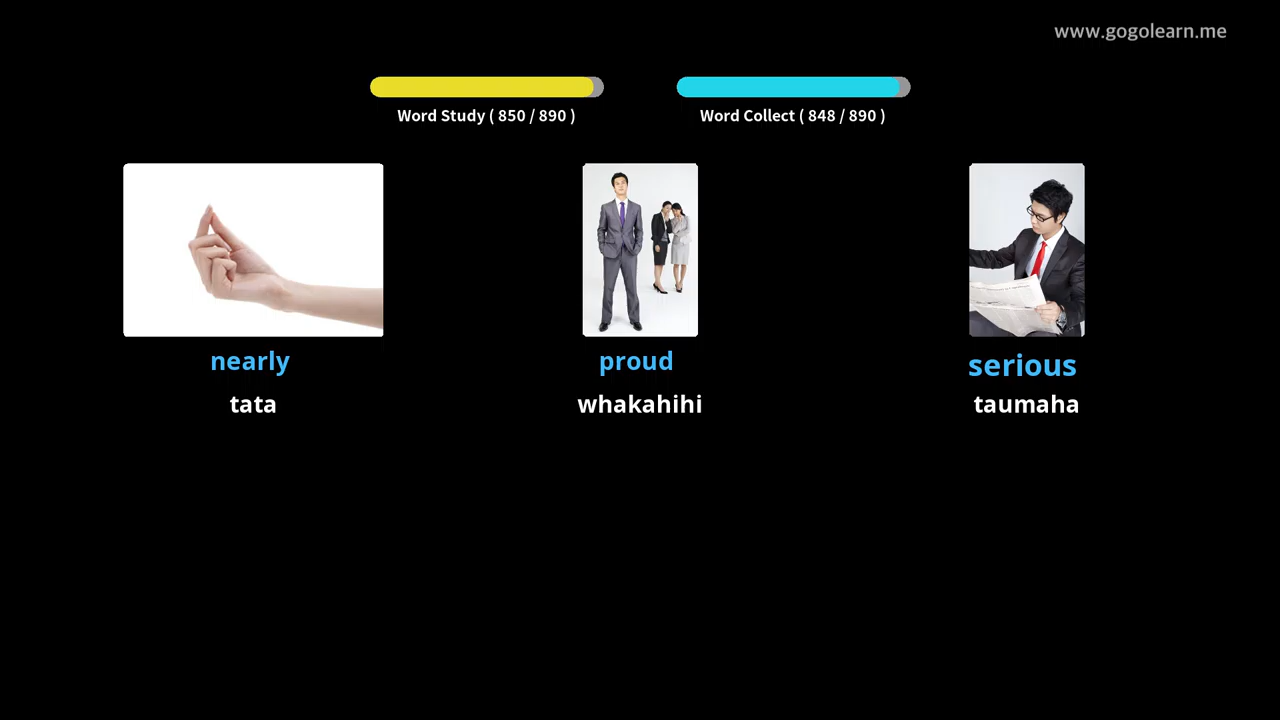 www.gogolearn.me
Word Study ( 850 / 890 )
Word Collect ( 848 / 890 )
nearly
proud
serious
tata
whakahihi
taumaha